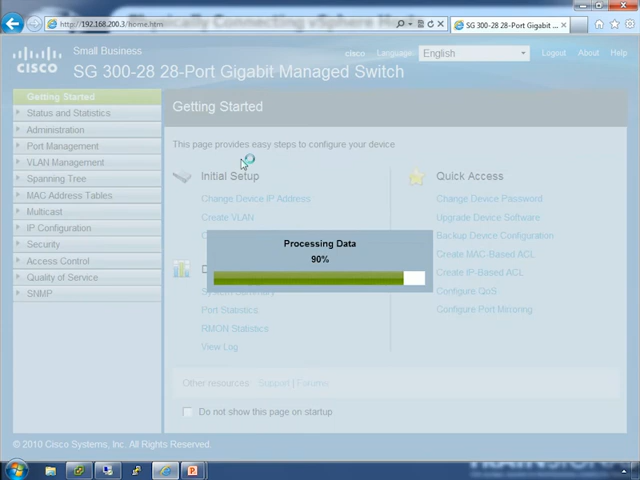 http://192.168.200.3/home.htm
SG 300-28 28-Port Gigabit ...
Small Business
cisco Language: English Logout About Help
CISCO SG 300-28 28-Port Gigabit Managed Switch
Getting Started
Status and Statistics
Administration
Port Management
VLAN Management
Spanning Tree
MAC Address Tables
Multicast
IP Configuration
Security
Access Control
Quality of Service
SNMP
Getting Started
This page provides easy steps to configure your device
Initial Setup
Change Device IP Address
Create VLAN
Processing Data
90%
System Summary
Port Statistics
RMON Statistics
View Log
Quick Access
Change Device Password
Upgrade Device Software
Backup Device Configuration
Create MAC-Based ACL
Create IP-Based ACL
Configure QoS
Configure Port Mirroring
Other resources: Support | Forums
Do not show this page on startup
© 2010 Cisco Systems, Inc. All Rights Reserved.